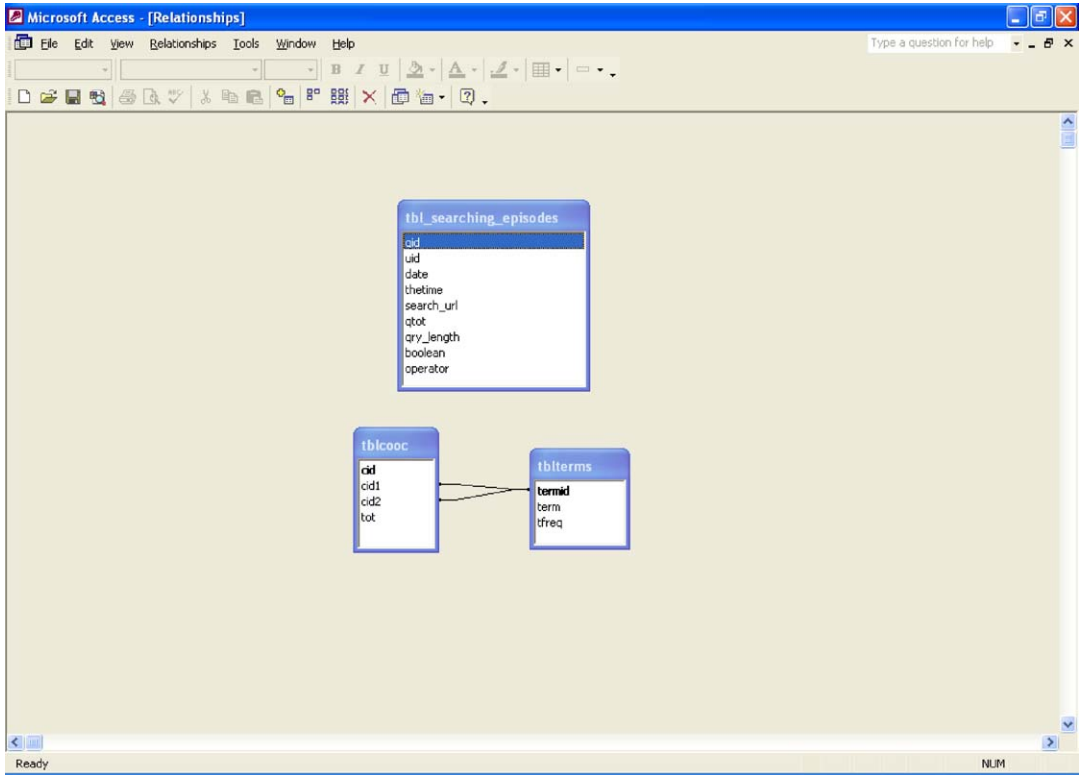 Microsoft Access - [Relationships]
File Edit View Relationships Tools Window Help Type a question for help
tbl_searching_episodes
qid
uid
date
thetime
search_url
qtot
qry_length
boolean
operator
tblcooc
cid
cid1
cid2
tot
tblterms
termid
term
tfreq
Ready NUM